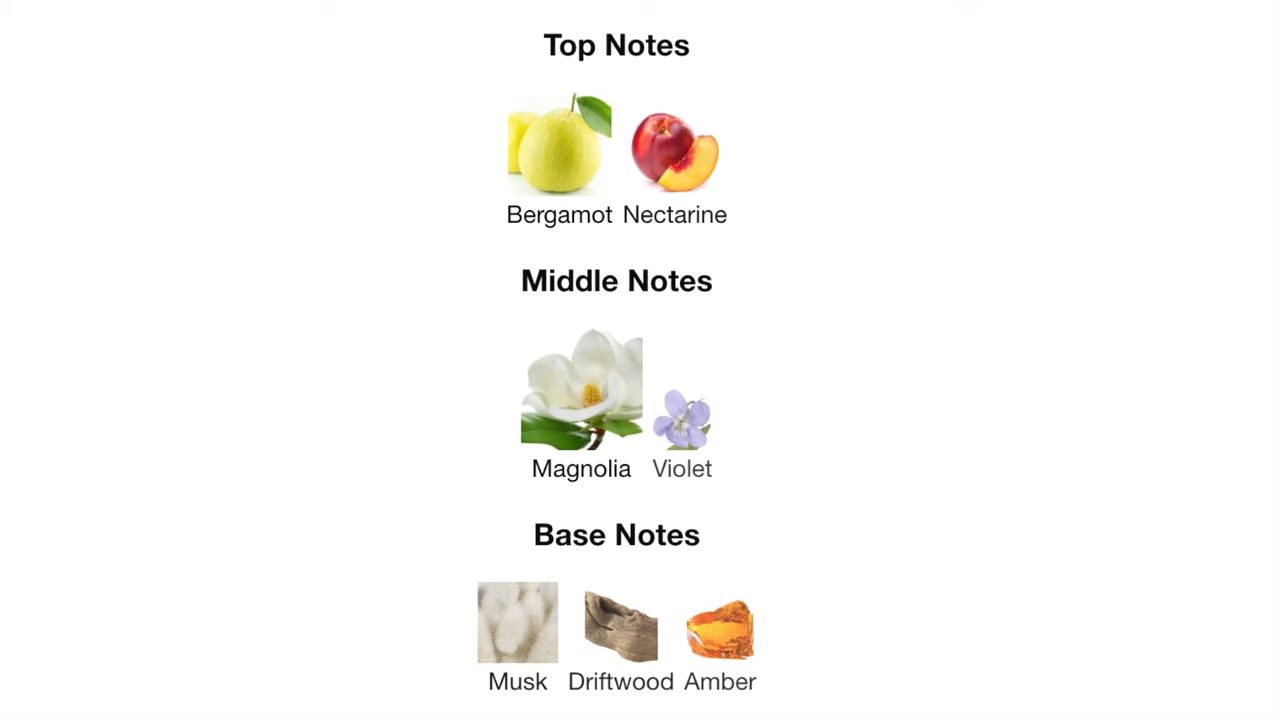 Top Notes
Bergamot Nectarine
Middle Notes
Magnolia Violet
Base Notes
Musk Driftwood Amber